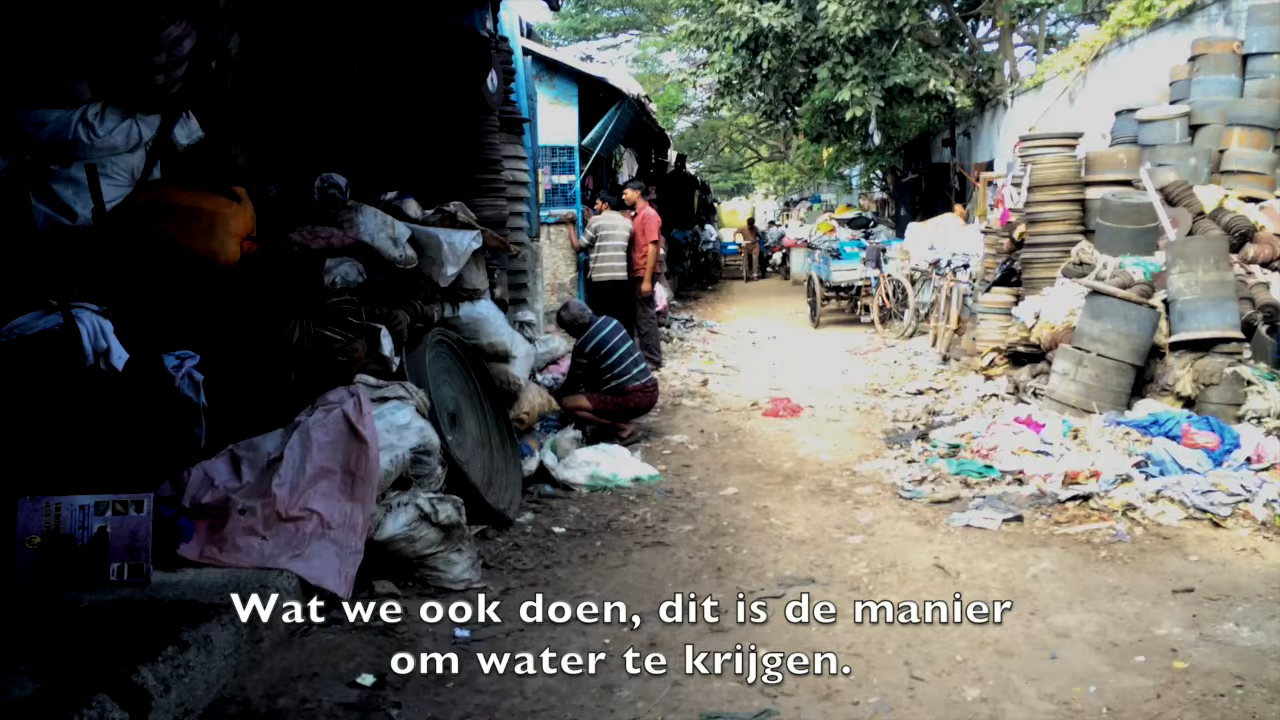 Wat we ook doen, dit is de manier
om water te krijgen.